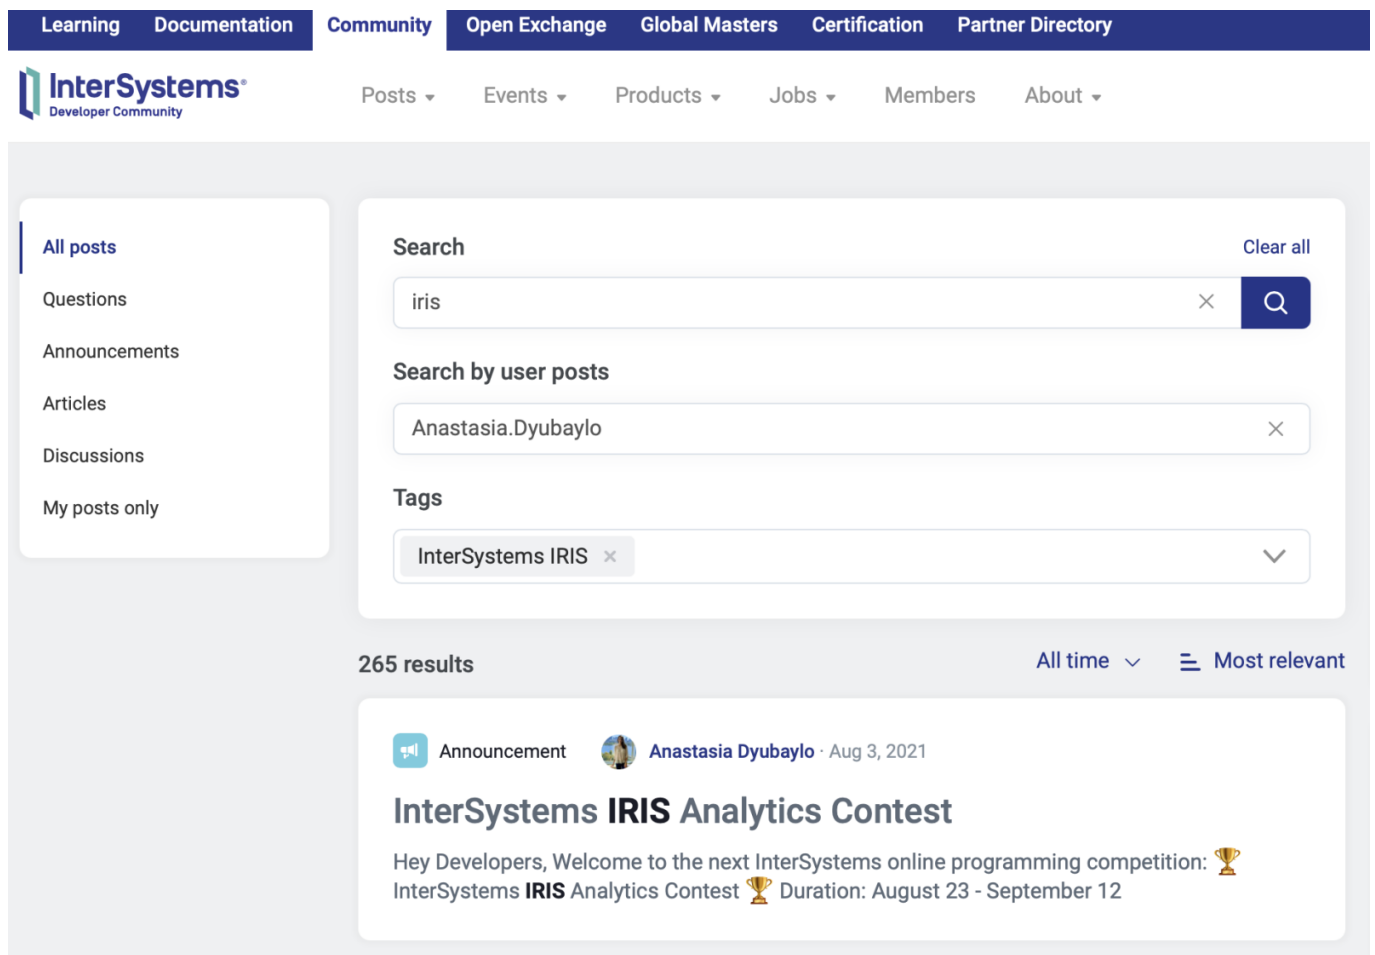 Learning Documentation Community Open Exchange Global Masters Certification Partner Directory
InterSystems®
Developer Community
Posts Events Products Jobs Members About
All posts
Questions
Announcements
Articles
Discussions
My posts only
Search Clear all
iris
Search by user posts
Anastasia.Dyubaylo
Tags
InterSystems IRIS
265 results All time Most relevant
Announcement Anastasia Dyubaylo · Aug 3, 2021
InterSystems IRIS Analytics Contest
Hey Developers, Welcome to the next InterSystems online programming competition: 🏆
InterSystems IRIS Analytics Contest 🏆 Duration: August 23 - September 12